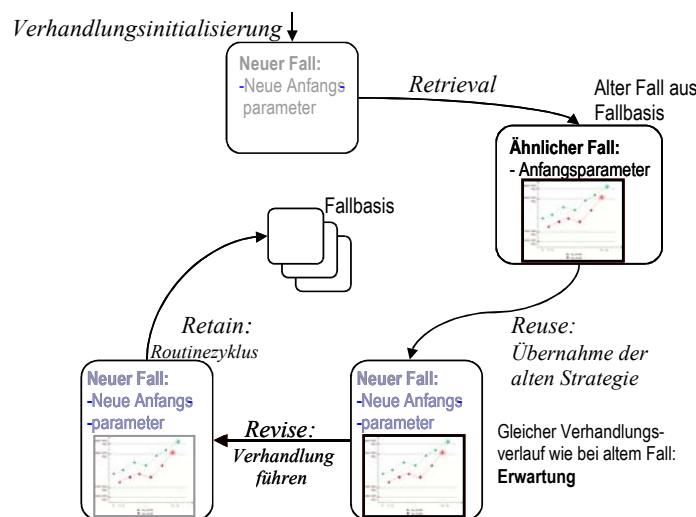 Verhandlungsinitialisierung
Neuer Fall:
-Neue Anfangs-
parameter
Retrieval
Alter Fall aus
Fallbasis
Ähnlicher Fall:
- Anfangsparameter
Fallbasis
Retain:
Routinezyklus
Reuse:
Übernahme der
alten Strategie
Neuer Fall:
-Neue Anfangs-
-parameter
Revise:
Verhandlung
führen
Neuer Fall:
-Neue Anfangs-
-parameter
Gleicher Verhandlungs-
verlauf wie bei altem Fall:
Erwartung